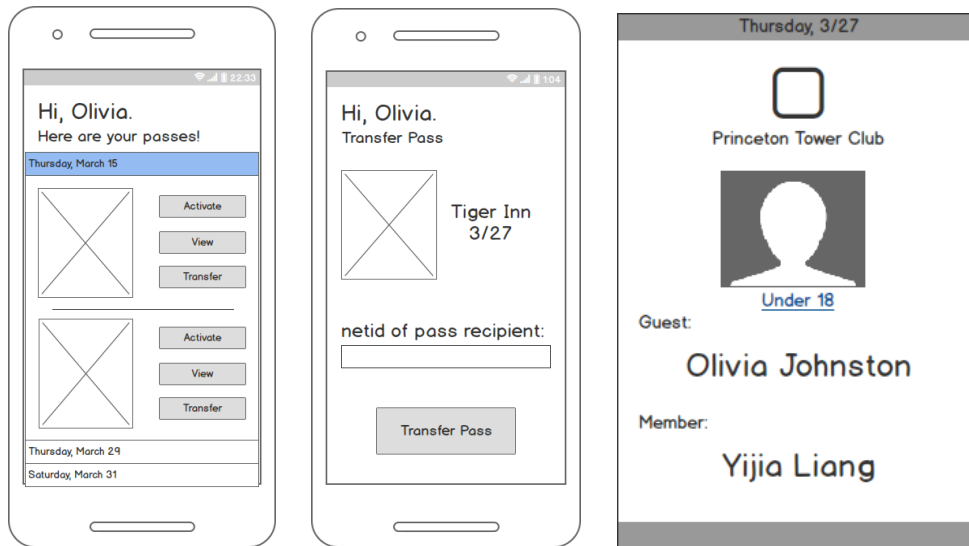 22:33
Hi, Olivia.
Here are your passes!
Thursday, March 15
Activate
View
Transfer
Activate
View
Transfer
Thursday, March 29
Saturday, March 31
1:04
Hi, Olivia.
Transfer Pass
Tiger Inn
3/27
netid of pass recipient:
Transfer Pass
Thursday, 3/27
Princeton Tower Club
Under 18
Guest:
Olivia Johnston
Member:
Yijia Liang